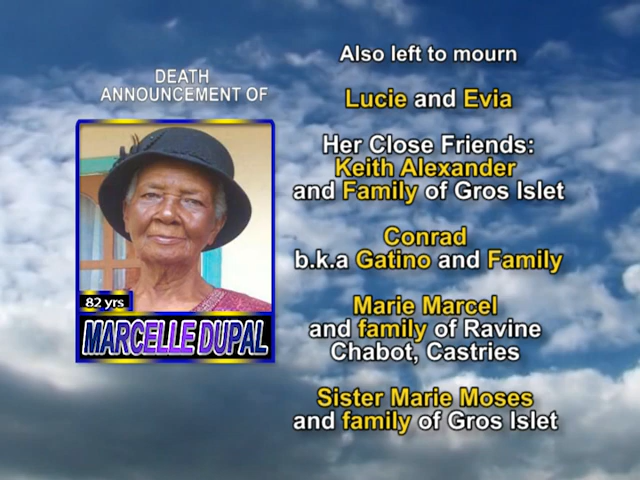 DEATH
ANNOUNCEMENT OF
82 yrs
MARCELLE DUPAL
Also left to mourn
Lucie and Evia
Her Close Friends:
Keith Alexander
and Family of Gros Islet
Conrad
b.k.a Gatino and Family
Marie Marcel
and family of Ravine
Chabot, Castries
Sister Marie Moses
and family of Gros Islet